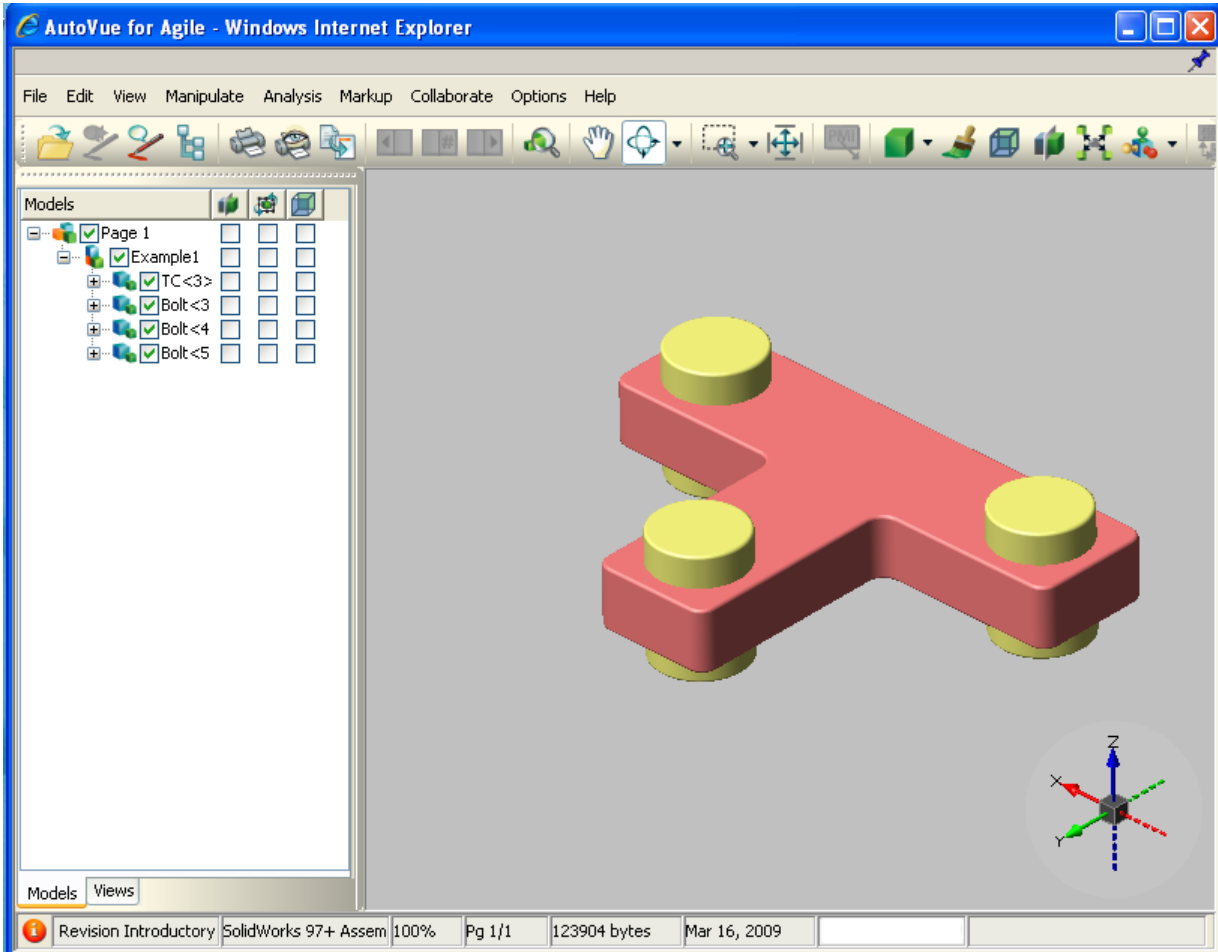 AutoVue for Agile - Windows Internet Explorer
File Edit View Manipulate Analysis Markup Collaborate Options Help
# PMI
Models
Page 1
Example1
TC<3>
Bolt<3
Bolt<4
Bolt<5
Z
X
Y
Models Views
Revision Introductory SolidWorks 97+ Assem 100% Pg 1/1 123904 bytes Mar 16, 2009